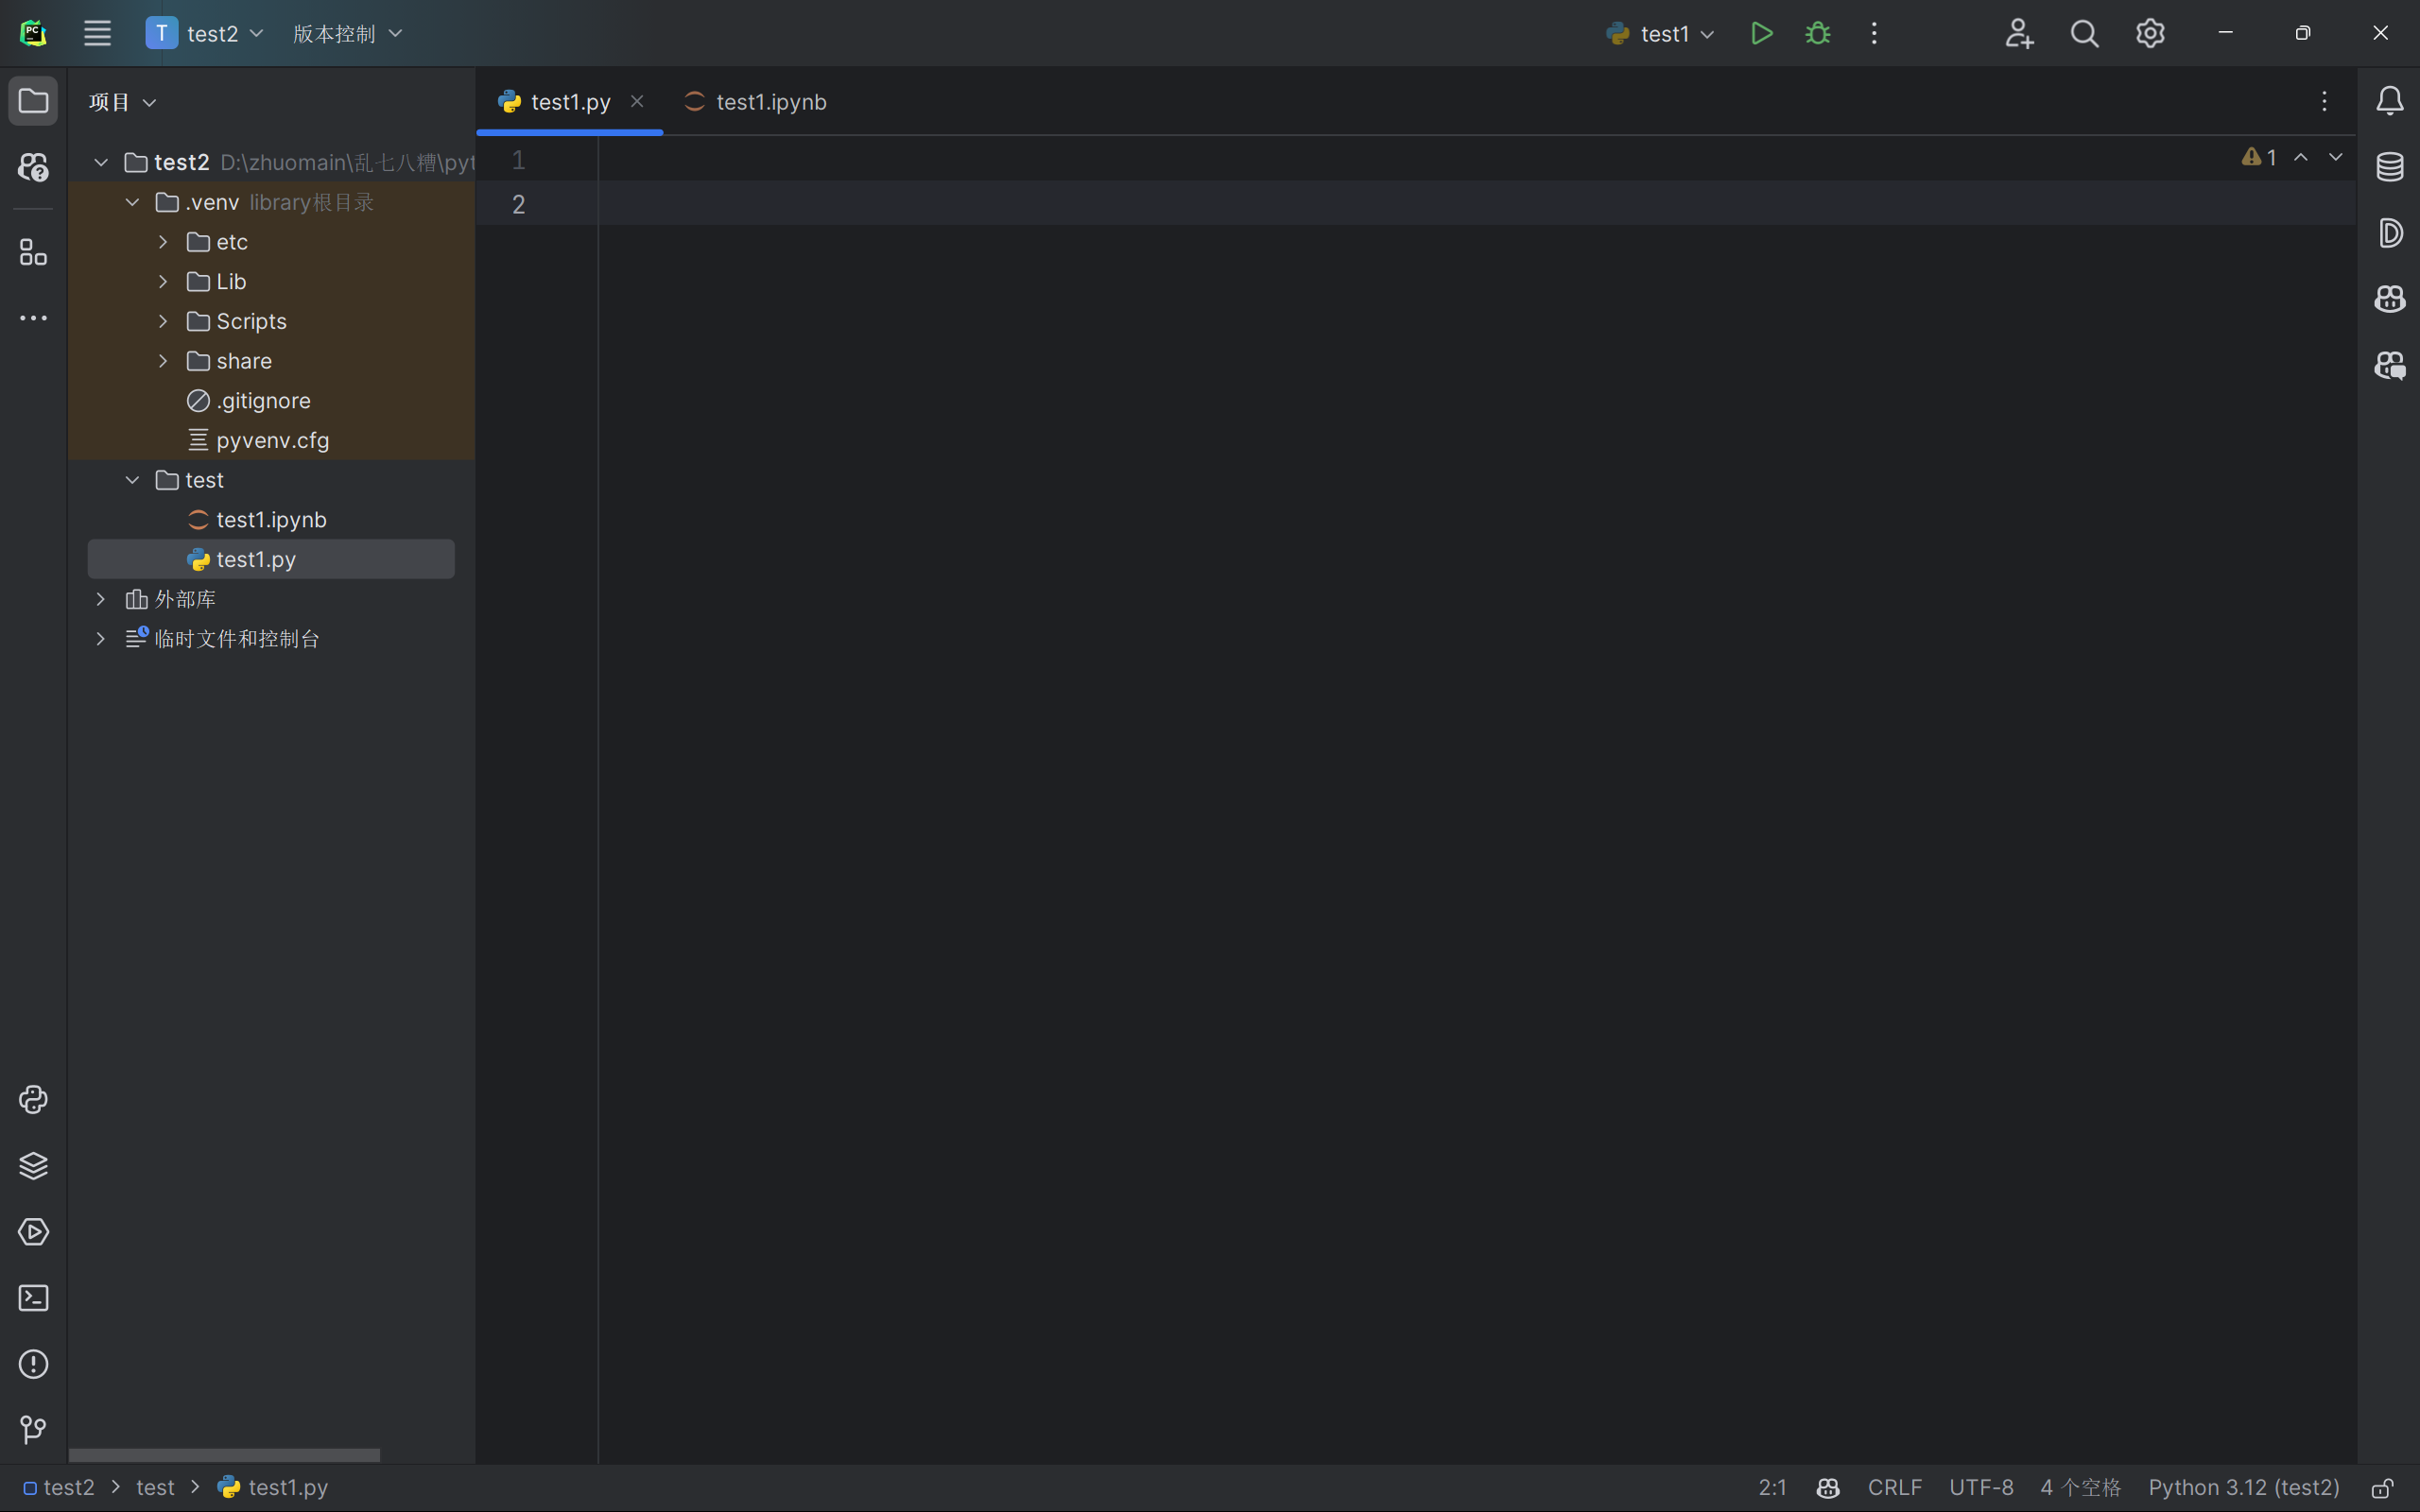 PC
T test2 版本控制
test1
项目
test1.py
test1.ipynb
1
2
1
test2 D:\zhuomain\乱七八糟\pyt
.venv library根目录
etc
Lib
Scripts
share
.gitignore
pyvenv.cfg
test
test1.ipynb
test1.py
外部库
临时文件和控制台
test2 > test > test1.py
2:1 CRLF UTF-8 4 个空格 Python 3.12 (test2)